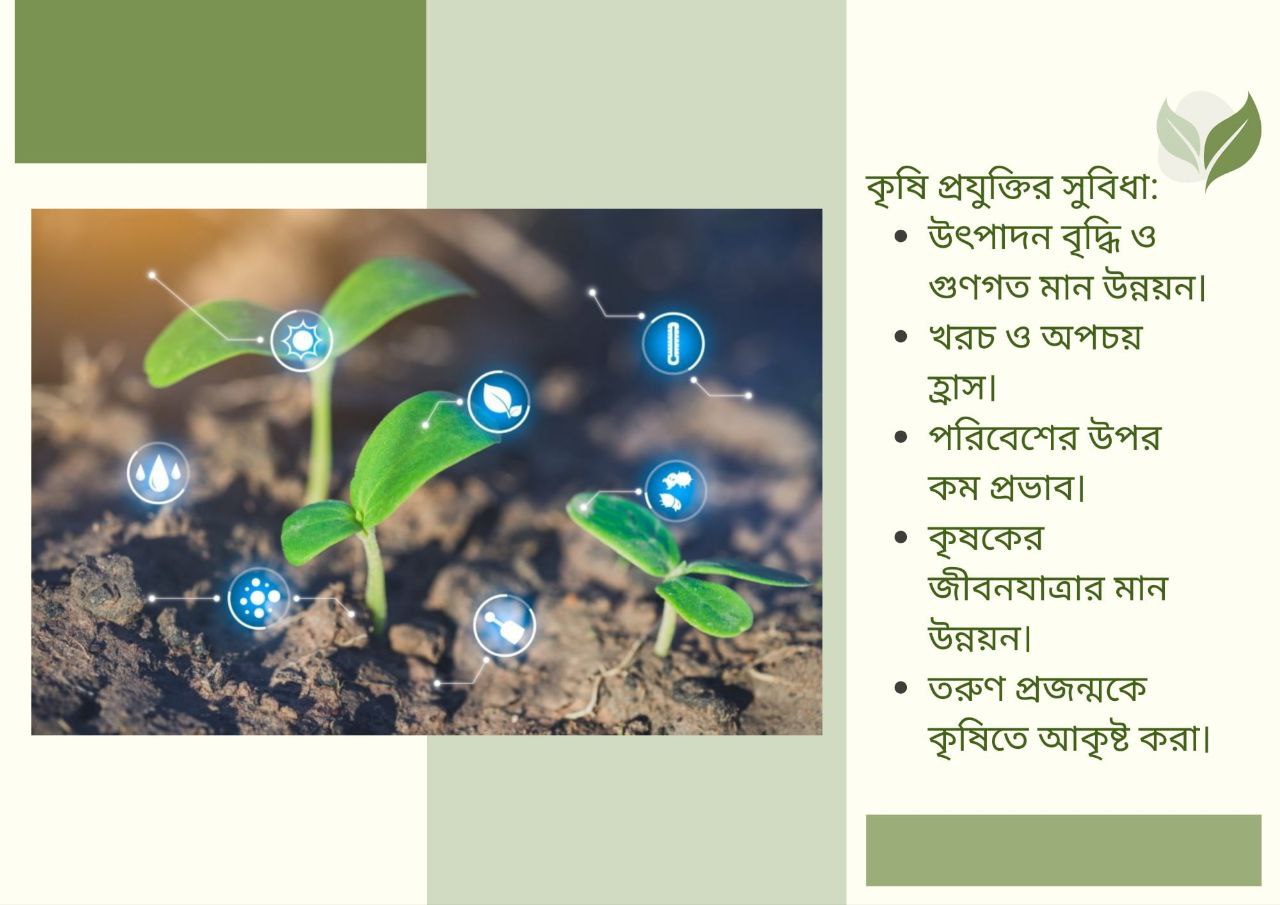 কৃষি প্রযুক্তির সুবিধা:
• উৎপাদন বৃদ্ধি ও
গুণগত মান উন্নয়ন।
• খরচ ও অপচয়
হ্রাস।
• পরিবেশের উপর
কম প্রভাব।
• কৃষকের
জীবনযাত্রার মান
উন্নয়ন।
• তরুণ প্রজন্মকে
কৃষিতে আকৃষ্ট করা।